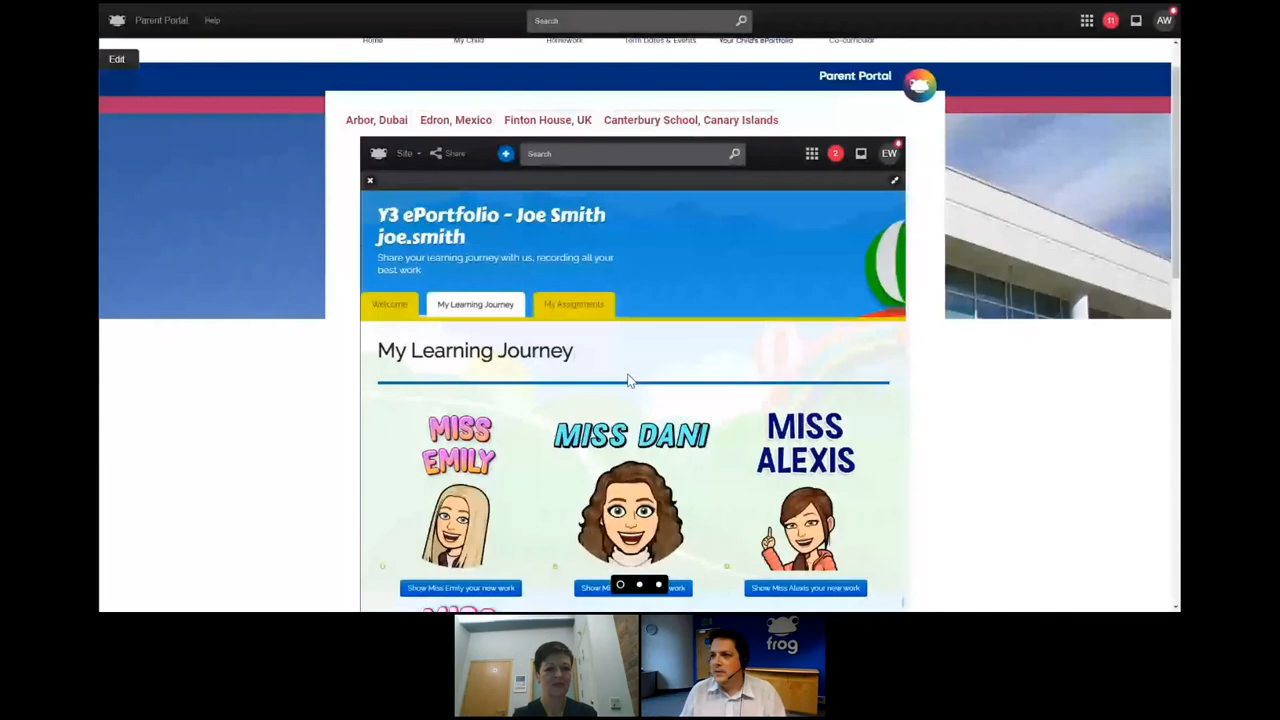 Parent Portal Help Search 11 AW
Home My Child Homework Term Dates & Events Your Child's ePortfolio Co-curricular
Edit
Parent Portal
Arbor, Dubai Edron, Mexico Finton House, UK Canterbury School, Canary Islands
Site Share Search 2 EW
Y3 ePortfolio - Joe Smith
joe.smith
Share your learning journey with us, recording all your
best work
Welcome My Learning Journey My Assignments
My Learning Journey
MISS
EMILY
MISS DANI
MISS
ALEXIS
Show Miss Emily your new work
Show work
Show Miss Alexis your new work
MISS
frog